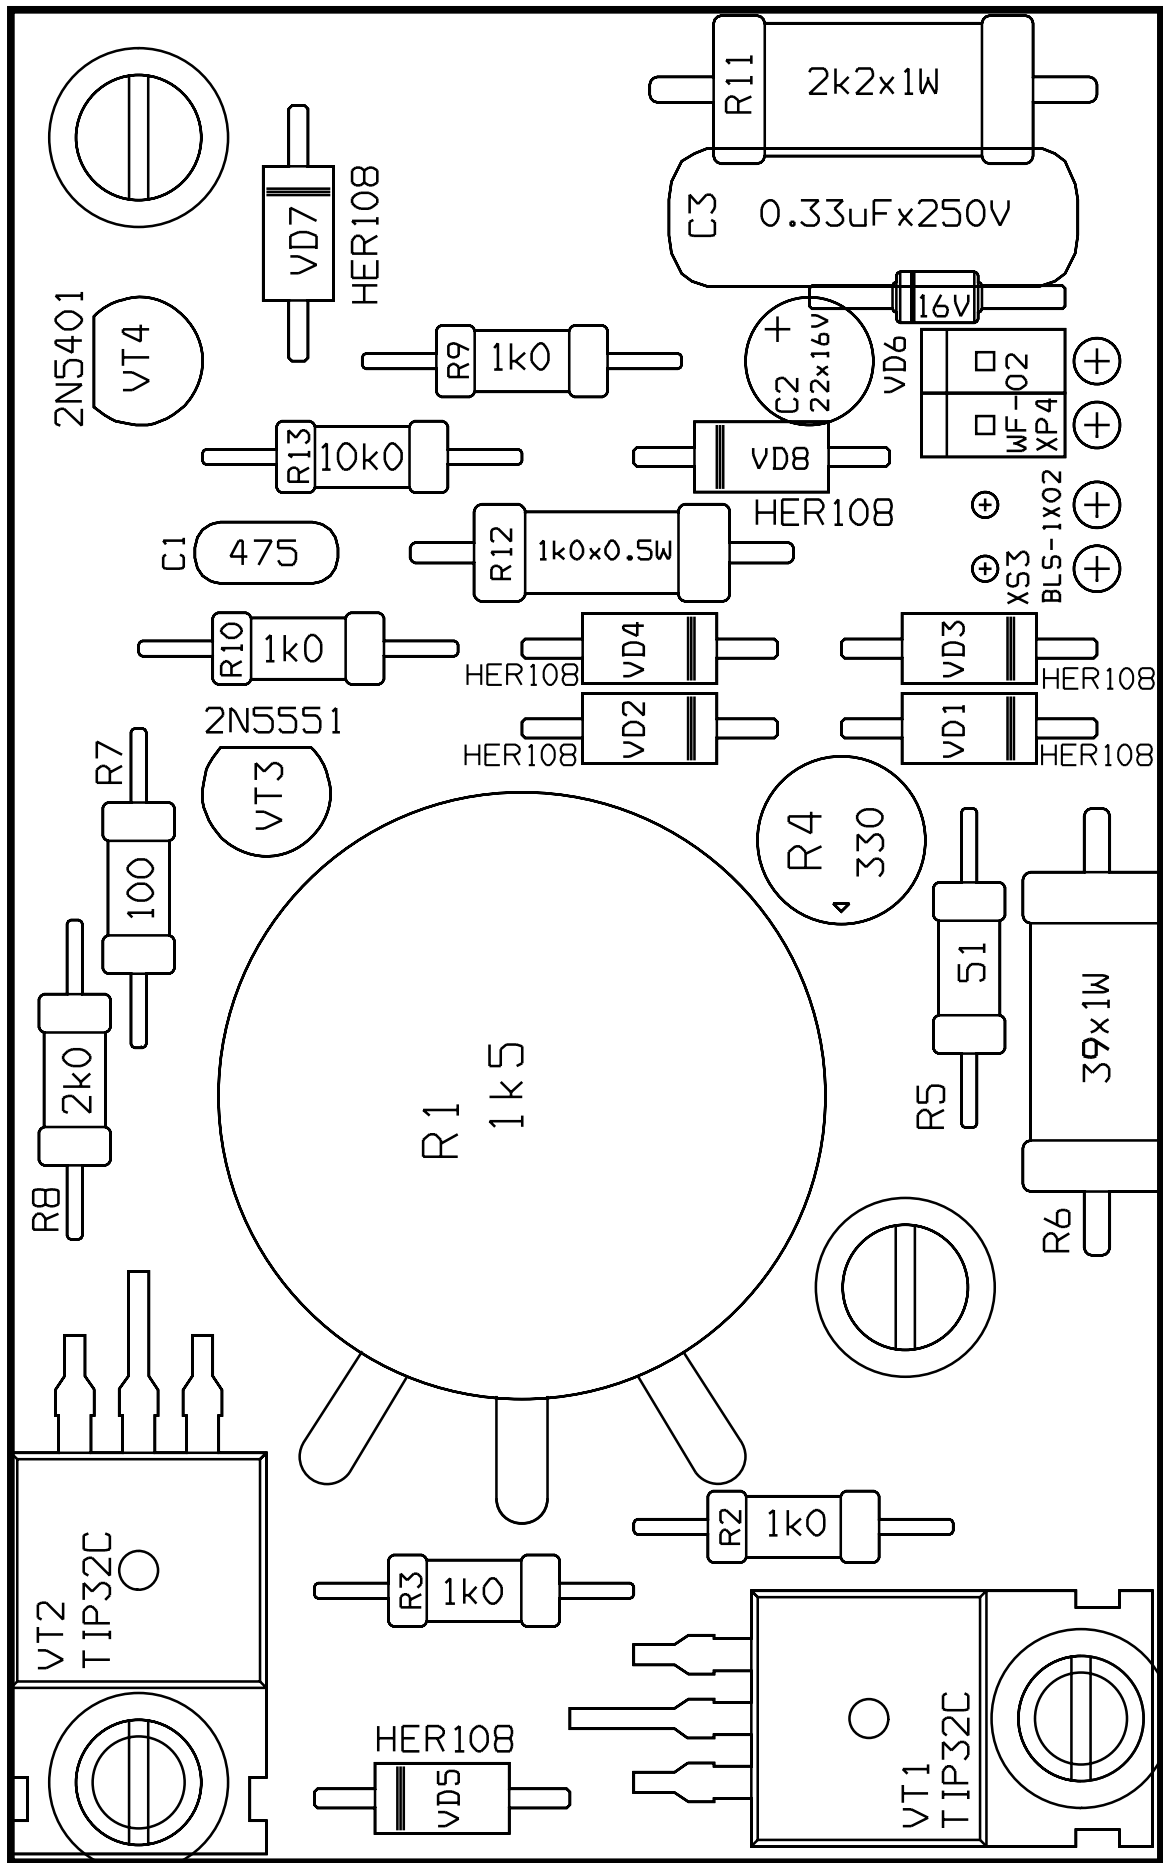 R11
2k2x1W
C3
0.33uFx250V
VD7
HER108
16V
2N5401
VT4
R9
1k0
+
C2
22x16V
VD6
WF-02
XP4
R13
10k0
VD8
HER108
XS3
BLS-1X02
C1
475
R12
1k0x0.5W
R10
1k0
VD4
HER108
VD3
HER108
2N5551
VT3
VD2
HER108
VD1
HER108
R7
100
R4
330
51
R5
39x1W
R6
2k0
R8
R1
1k5
R2
1k0
R3
1k0
VT2
TIP32C
HER108
VD5
VT1
TIP32C